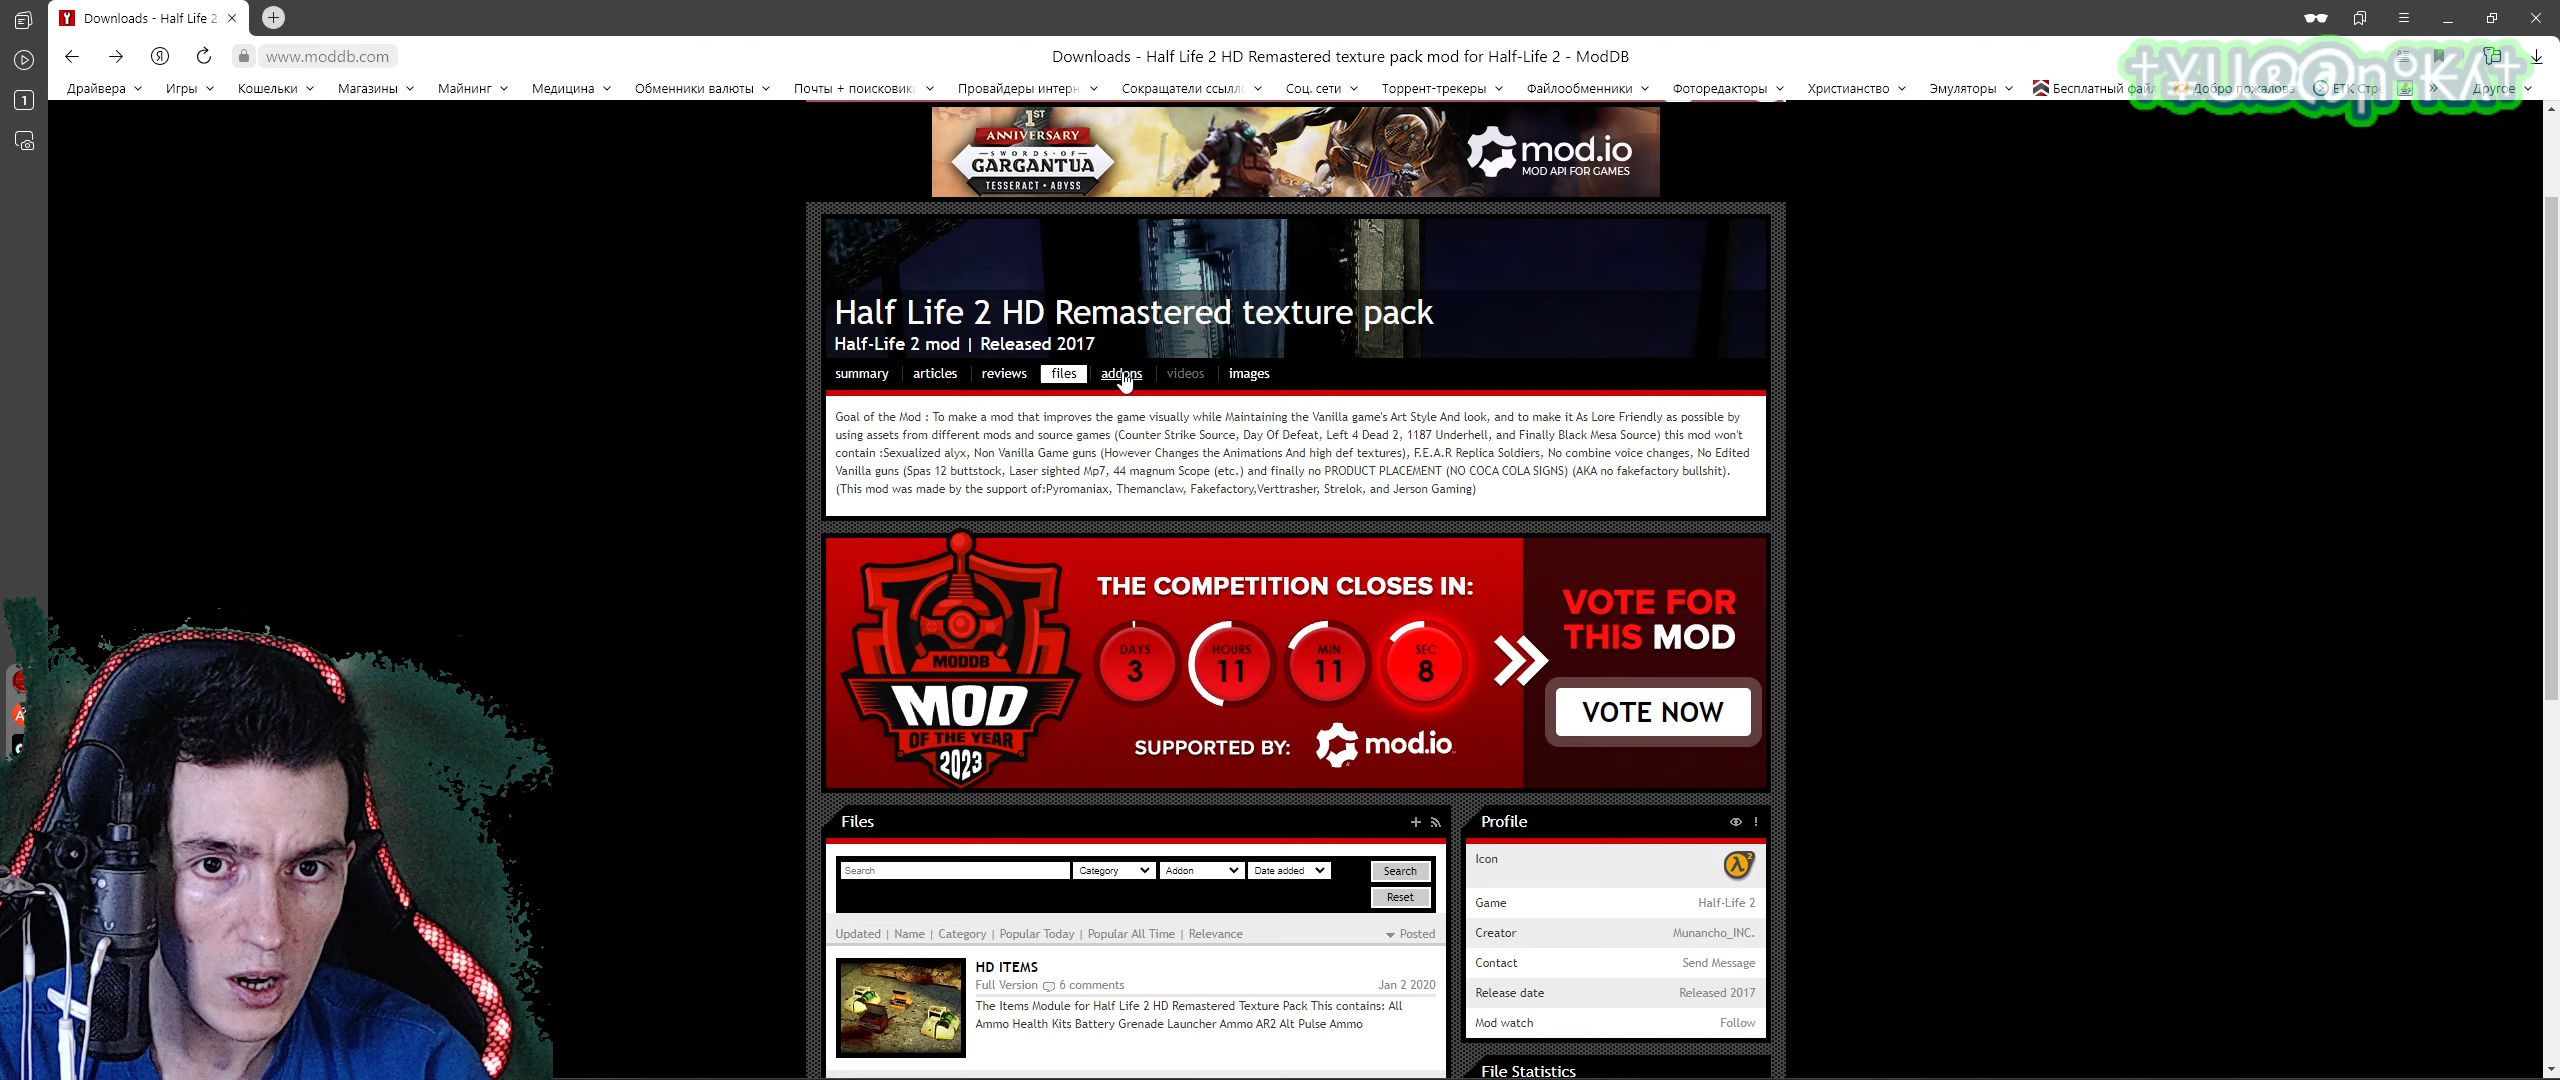 Downloads - Half Life 2
www.moddb.com
Downloads - Half Life 2 HD Remastered texture pack mod for Half-Life 2 - ModDB
Драйвера Игры Кошельки Магазины Майнинг Медицина Обменники валюты Почты + поисковик Провайдеры интерн Сокращатели ссыл Соц. сети Торрент-трекеры Файлообменники Фоторедакторы Христианство Эмуляторы Бесплатный файл Добро пожалова ЕТК Стре Другое
1
1ST
ANNIVERSARY
SWORDS OF
GARGANTUA
TESSERACT • ABYSS
mod.io
MOD API FOR GAMES
Half Life 2 HD Remastered texture pack
Half-Life 2 mod | Released 2017
summary articles reviews files addons videos images
Goal of the Mod : To make a mod that improves the game visually while Maintaining the Vanilla game's Art Style And look, and to make it As Lore Friendly as possible by
using assets from different mods and source games (Counter Strike Source, Day Of Defeat, Left 4 Dead 2, 1187 Underhell, and Finally Black Mesa Source) this mod won't
contain :Sexualized alyx, Non Vanilla Game guns (However Changes the Animations And high def textures), F.E.A.R Replica Soldiers, No combine voice changes, No Edited
Vanilla guns (Spas 12 buttstock, Laser sighted Mp7, 44 magnum Scope (etc.) and finally no PRODUCT PLACEMENT (NO COCA COLA SIGNS) (AKA no fakefactory bullshit).
(This mod was made by the support of:Pyromaniax, Themanclaw, Fakefactory,Verttrasher, Strelok, and Jerson Gaming)
MODDB
MOD
OF THE YEAR
2023
THE COMPETITION CLOSES IN:
DAYS HOURS MIN SEC
3 11 11 8
SUPPORTED BY: mod.io
VOTE FOR
THIS MOD
VOTE NOW
Files
Search Category Addon Date added Search
Reset
Updated | Name | Category | Popular Today | Popular All Time | Relevance Posted
HD ITEMS
Full Version 6 comments Jan 2 2020
The Items Module for Half Life 2 HD Remastered Texture Pack This contains: All
Ammo Health Kits Battery Grenade Launcher Ammo AR2 Alt Pulse Ammo
Profile
Icon
Game Half-Life 2
Creator Munancho_INC.
Contact Send Message
Release date Released 2017
Mod watch Follow
File Statistics